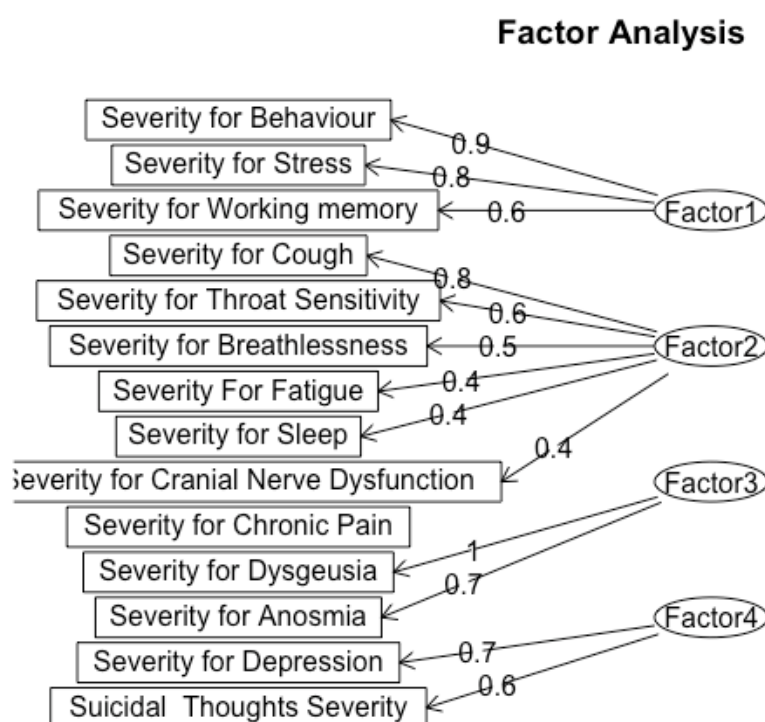 Factor Analysis
Severity for Behaviour
0.9
Severity for Stress
0.8
Severity for Working memory
0.6
Factor1
Severity for Cough
0.8
Severity for Throat Sensitivity
0.6
Severity for Breathlessness
0.5
Factor2
Severity For Fatigue
0.4
Severity for Sleep
0.4
Severity for Cranial Nerve Dysfunction
0.4
Factor3
Severity for Chronic Pain
Severity for Dysgeusia
1
Severity for Anosmia
0.7
Factor4
Severity for Depression
0.7
Suicidal Thoughts Severity
0.6